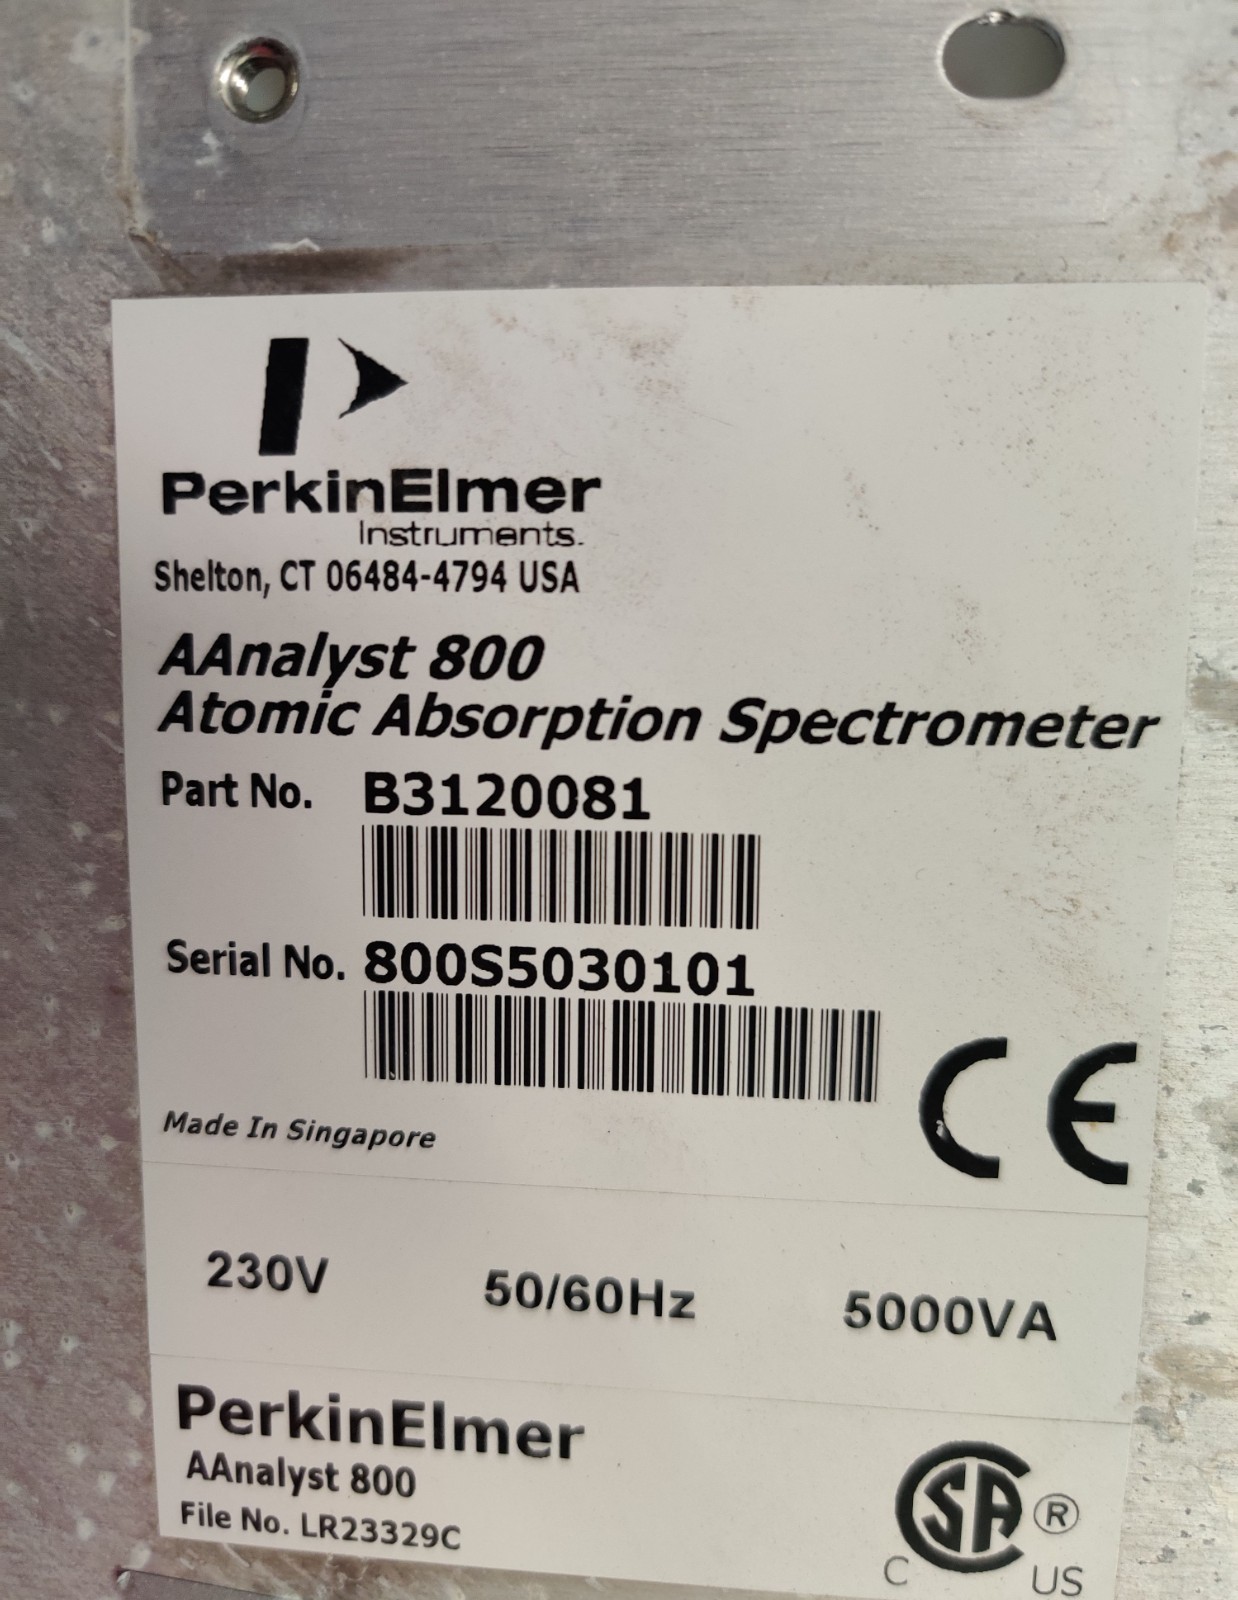 PerkinElmer
Instruments.
Shelton, CT 06484-4794 USA
AAnalyst 800
Atomic Absorption Spectrometer
Part No. B3120081
Serial No. 800S5030101
CE
Made In Singapore
230V 50/60Hz 5000VA
PerkinElmer
AAnalyst 800
File No. LR23329C
SA ®
C US